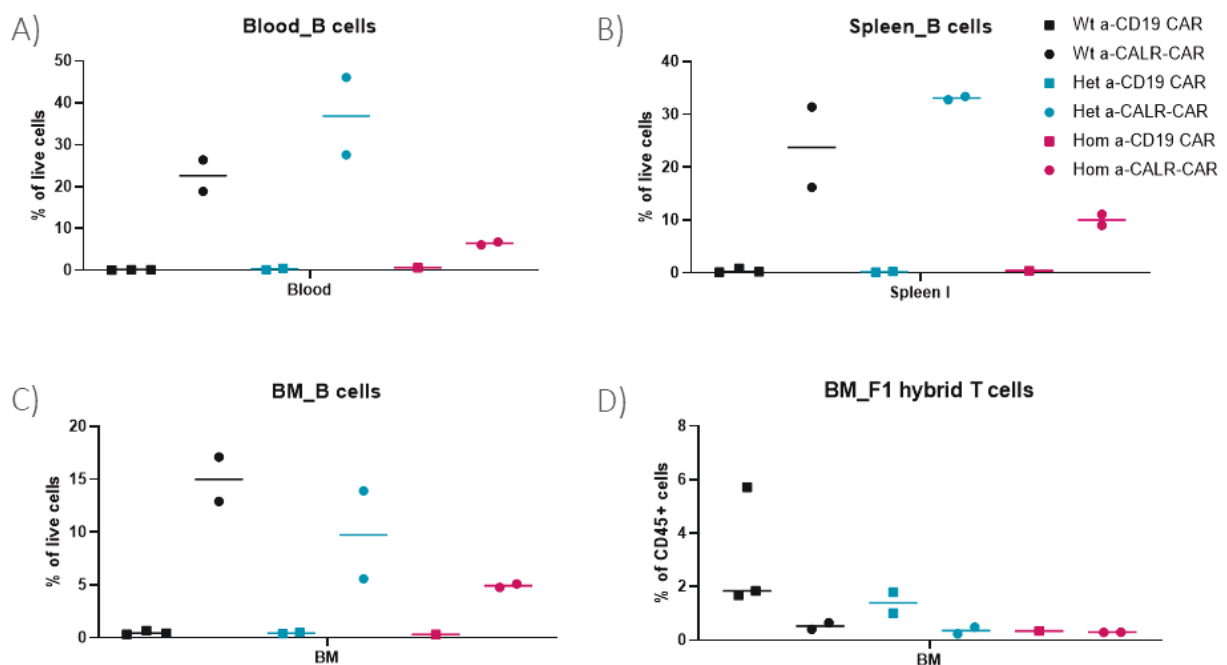 A)
Blood_B cells
% of live cells
50
40
30
20
10
0
Blood
B)
Spleen_B cells
% of live cells
40
30
20
10
0
Spleen I
Wt a-CD19 CAR
Wt a-CALR-CAR
Het a-CD19 CAR
Het a-CALR-CAR
Hom a-CD19 CAR
Hom a-CALR-CAR
C)
BM_B cells
% of live cells
20
15
10
5
0
BM
D)
BM_F1 hybrid T cells
% of CD45+ cells
8
6
4
2
0
BM